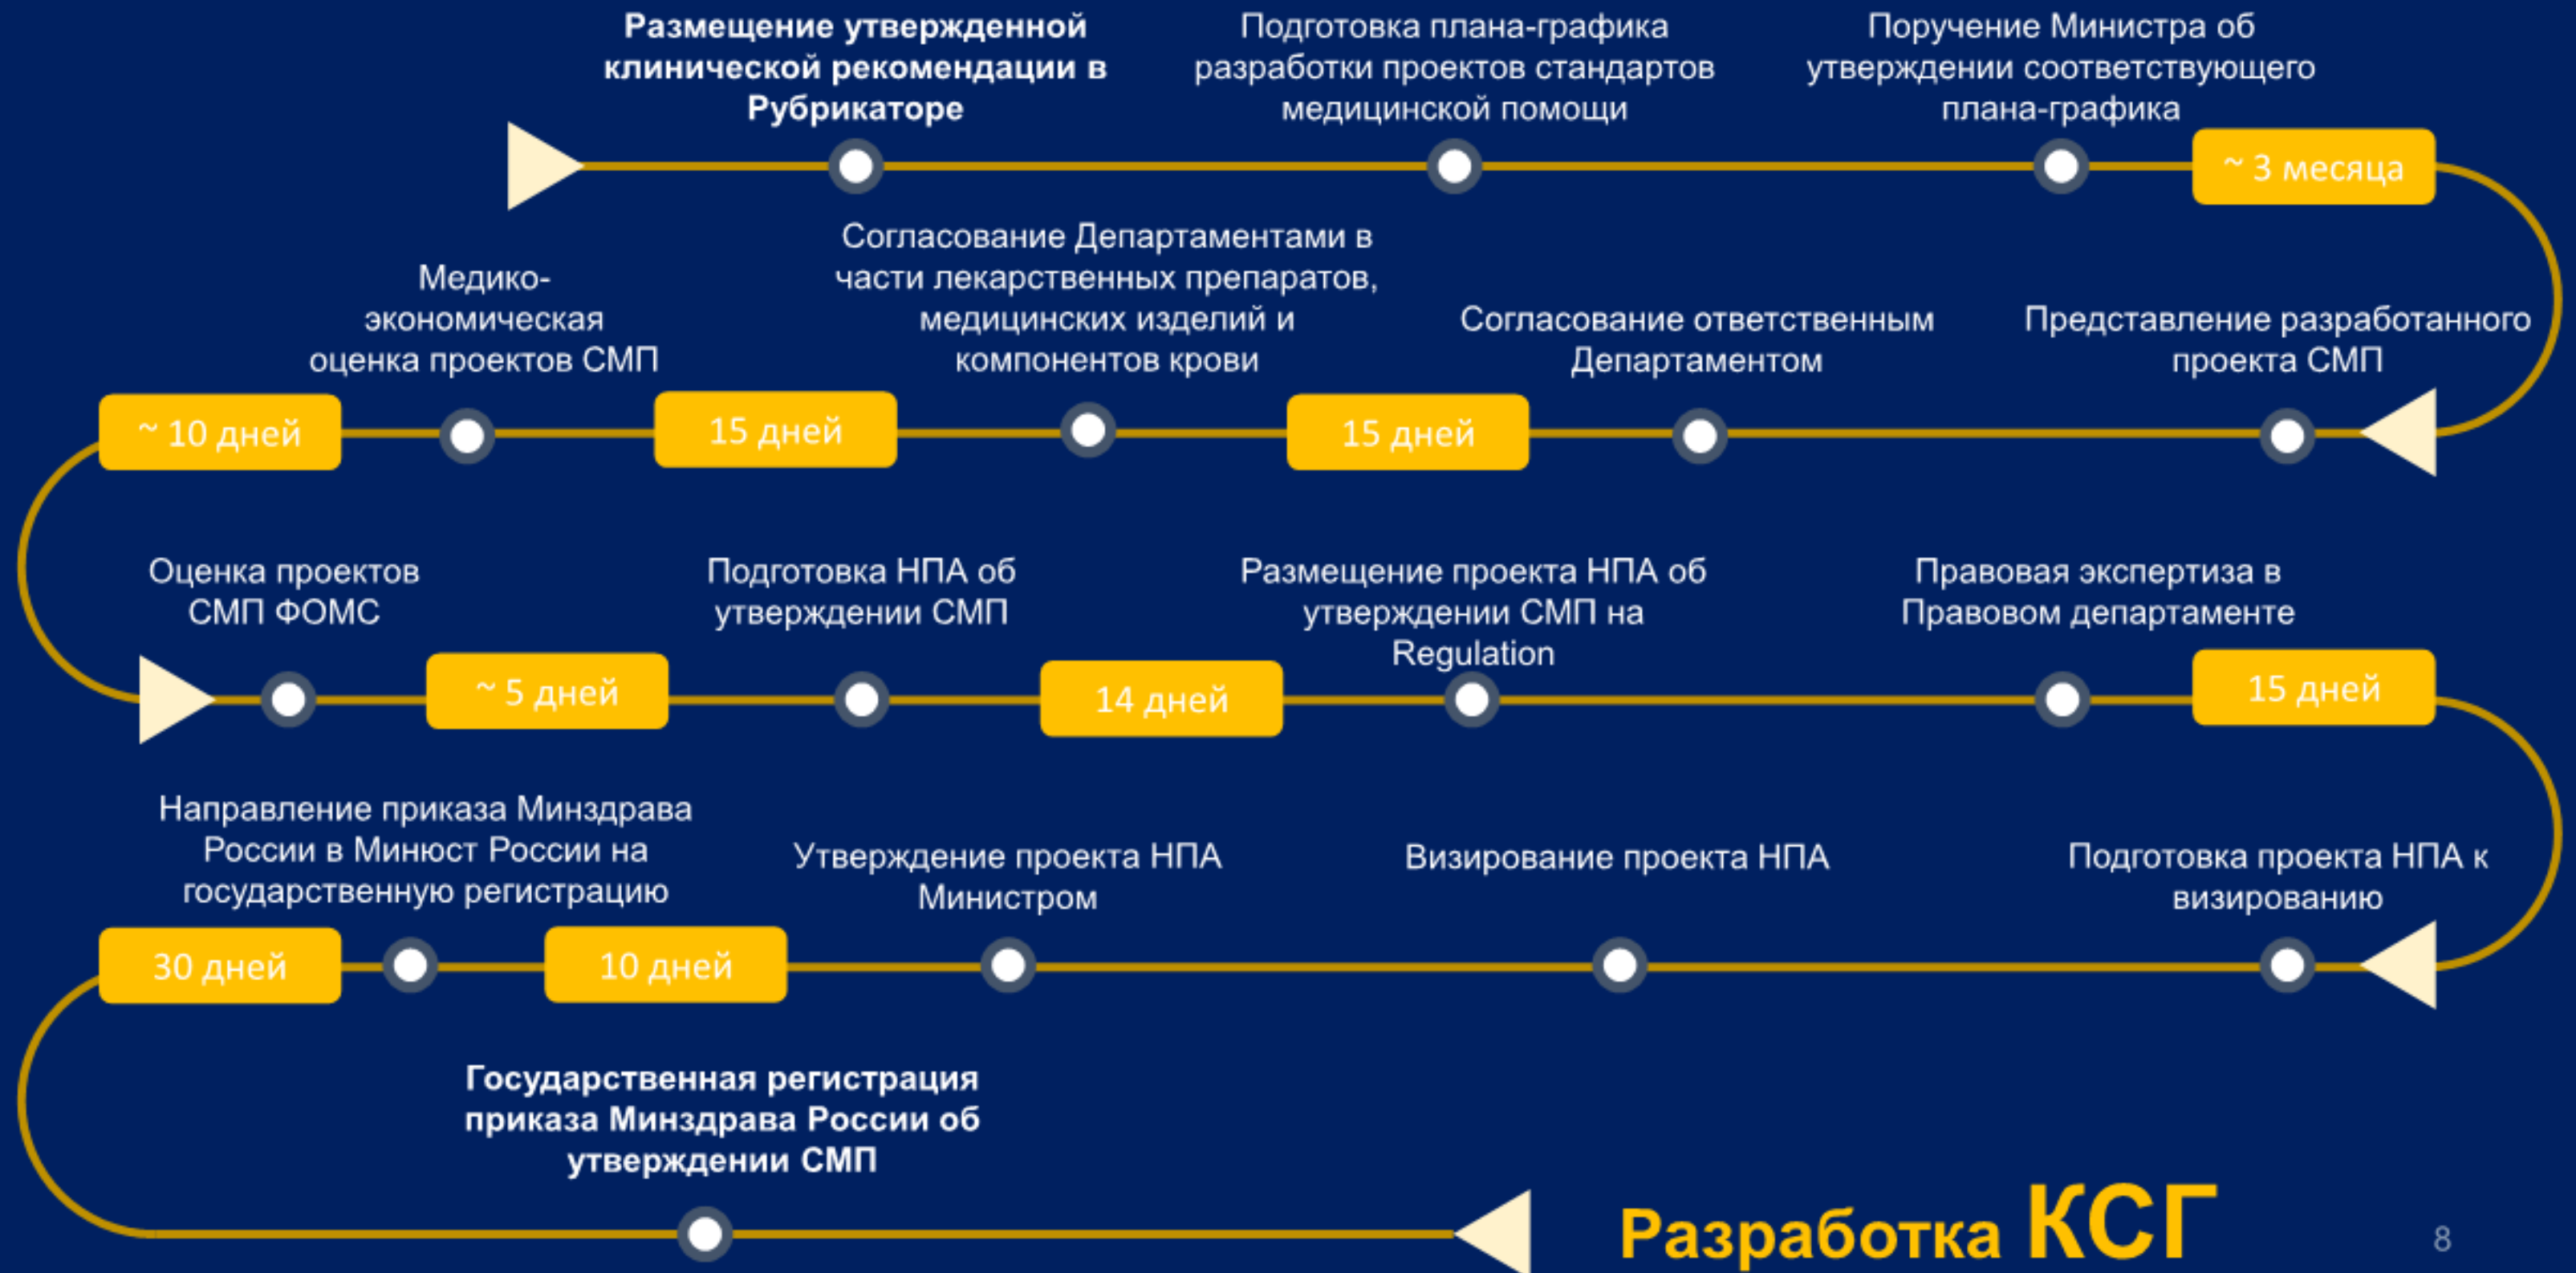 Размещение утвержденной
клинической рекомендации в
Рубрикаторе
Подготовка плана-графика
разработки проектов стандартов
медицинской помощи
Поручение Министра об
утверждении соответствующего
плана-графика
~ 3 месяца
Представление разработанного
проекта СМП
Согласование ответственным
Департаментом
15 дней
Согласование Департаментами в
части лекарственных препаратов,
медицинских изделий и
компонентов крови
15 дней
Медико-
экономическая
оценка проектов СМП
~ 10 дней
Оценка проектов
СМП ФОМС
~ 5 дней
Подготовка НПА об
утверждении СМП
14 дней
Размещение проекта НПА об
утверждении СМП на
Regulation
Правовая экспертиза в
Правовом департаменте
15 дней
Подготовка проекта НПА к
визированию
Визирование проекта НПА
Утверждение проекта НПА
Министром
10 дней
Направление приказа Минздрава
России в Минюст России на
государственную регистрацию
30 дней
Государственная регистрация
приказа Минздрава России об
утверждении СМП
Разработка КСГ
8